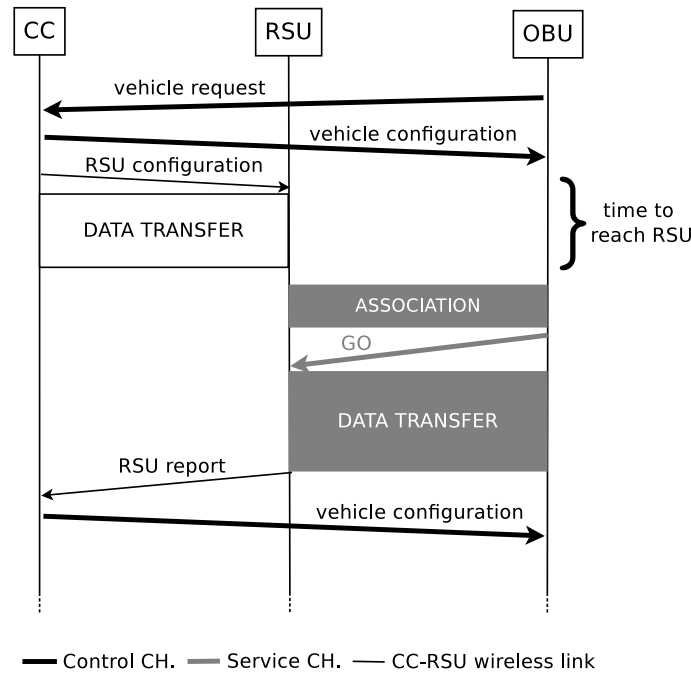 CC RSU OBU
vehicle request
vehicle configuration
RSU configuration
DATA TRANSFER
time to
reach RSU
ASSOCIATION
GO
DATA TRANSFER
RSU report
vehicle configuration
Control CH. Service CH. CC-RSU wireless link